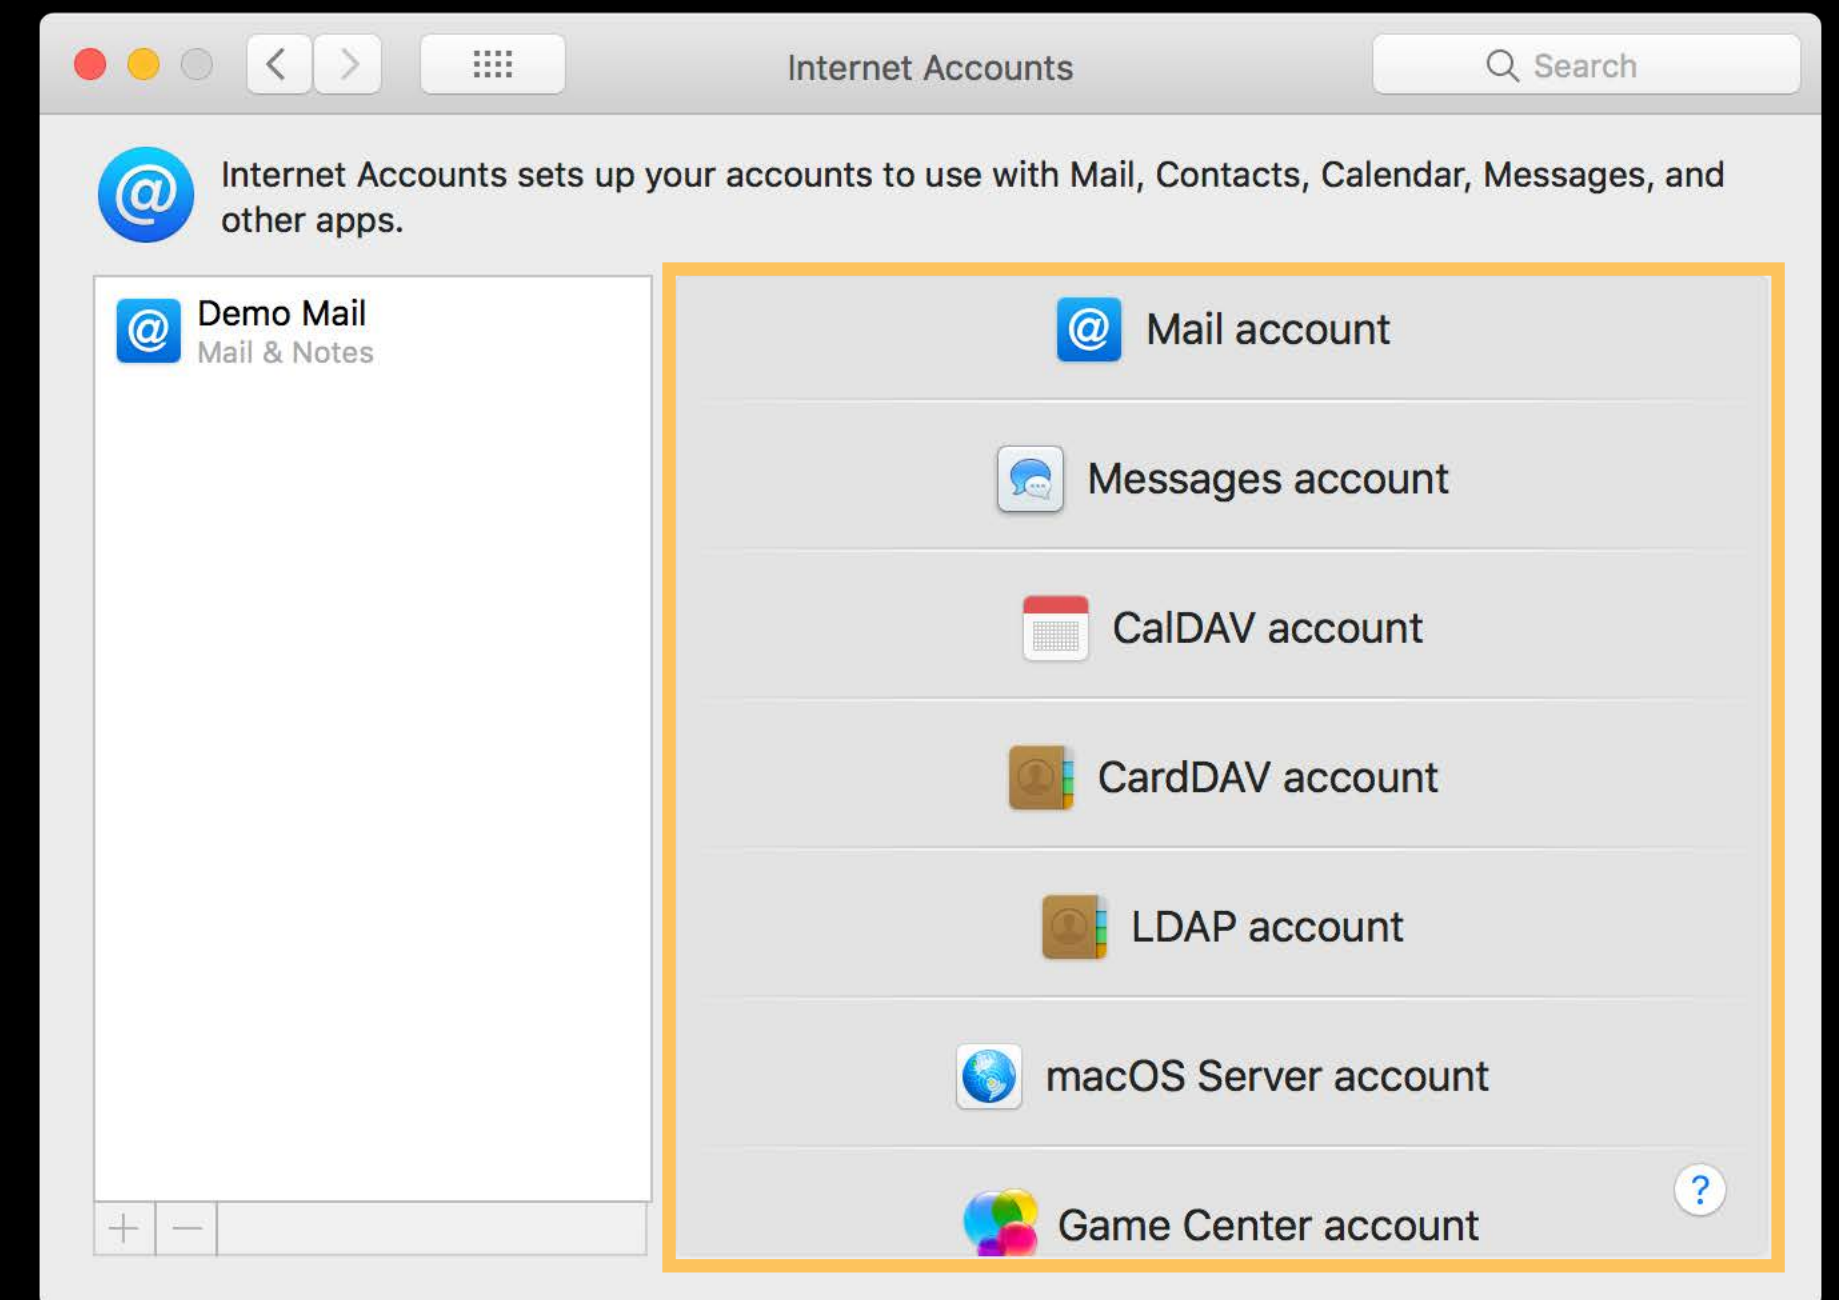 Internet Accounts
Search
Internet Accounts sets up your accounts to use with Mail, Contacts, Calendar, Messages, and
other apps.
Demo Mail
Mail & Notes
Mail account
Messages account
CalDAV account
CardDAV account
LDAP account
macOS Server account
Game Center account
?